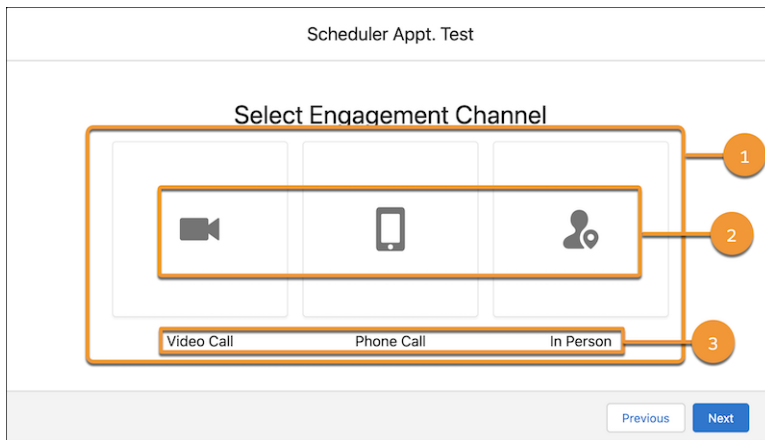 Scheduler Appt. Test
Select Engagement Channel
1
2
Video Call Phone Call In Person
3
Previous Next